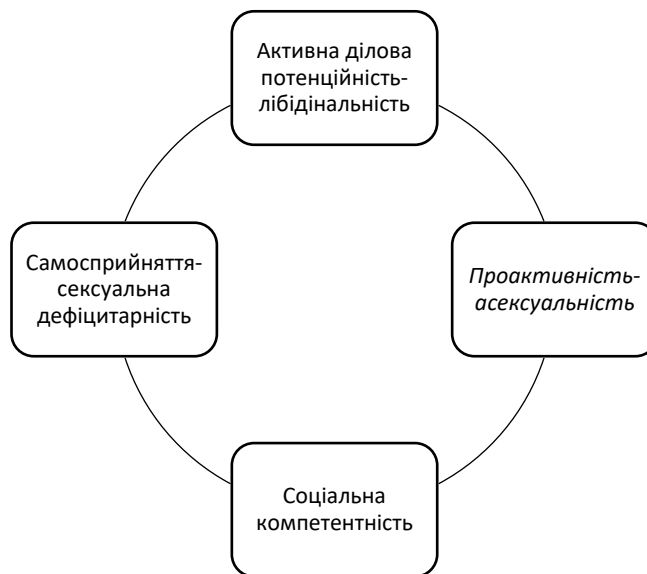 Активна ділова
потенційність-
лібідінальність
Самосприйняття-
сексуальна
дефіцитарність
Проактивність-
асексуальність
Соціальна
компетентність